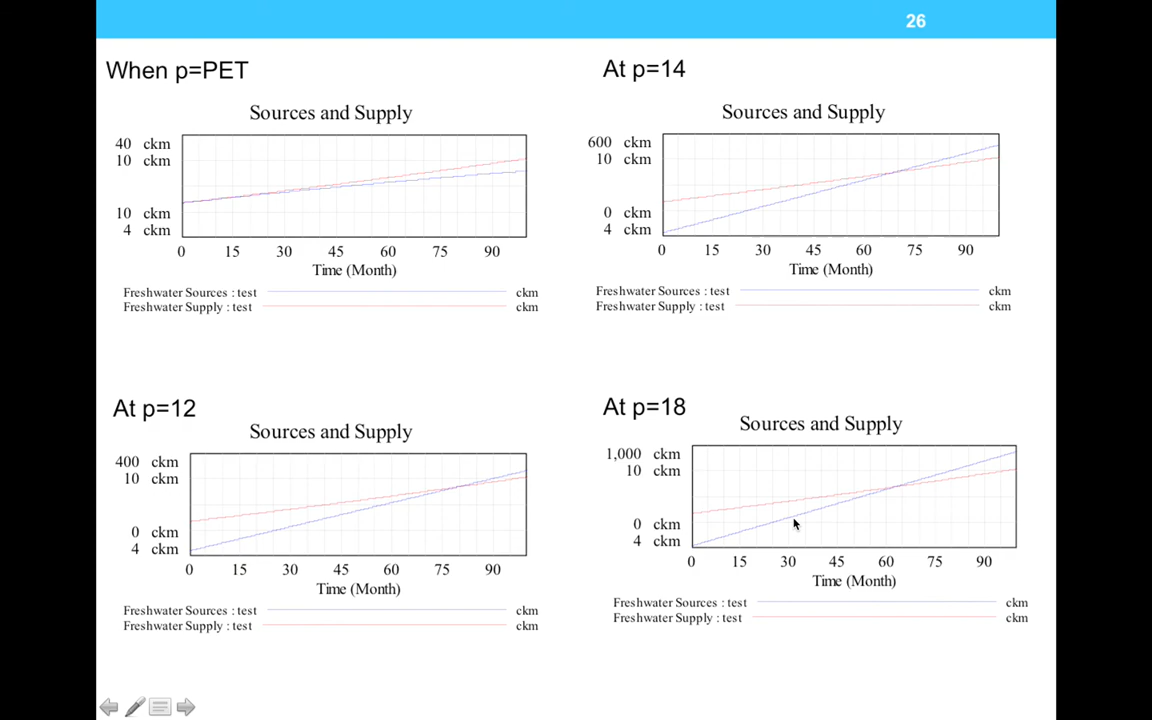 26
When p=PET
Sources and Supply
40 ckm
10 ckm
10 ckm
4 ckm
0 15 30 45 60 75 90
Time (Month)
Freshwater Sources : test ckm
Freshwater Supply : test ckm
At p=14
Sources and Supply
600 ckm
10 ckm
0 ckm
4 ckm
0 15 30 45 60 75 90
Time (Month)
Freshwater Sources : test ckm
Freshwater Supply : test ckm
At p=12
Sources and Supply
400 ckm
10 ckm
0 ckm
4 ckm
0 15 30 45 60 75 90
Time (Month)
Freshwater Sources : test ckm
Freshwater Supply : test ckm
At p=18
Sources and Supply
1,000 ckm
10 ckm
0 ckm
4 ckm
0 15 30 45 60 75 90
Time (Month)
Freshwater Sources : test ckm
Freshwater Supply : test ckm